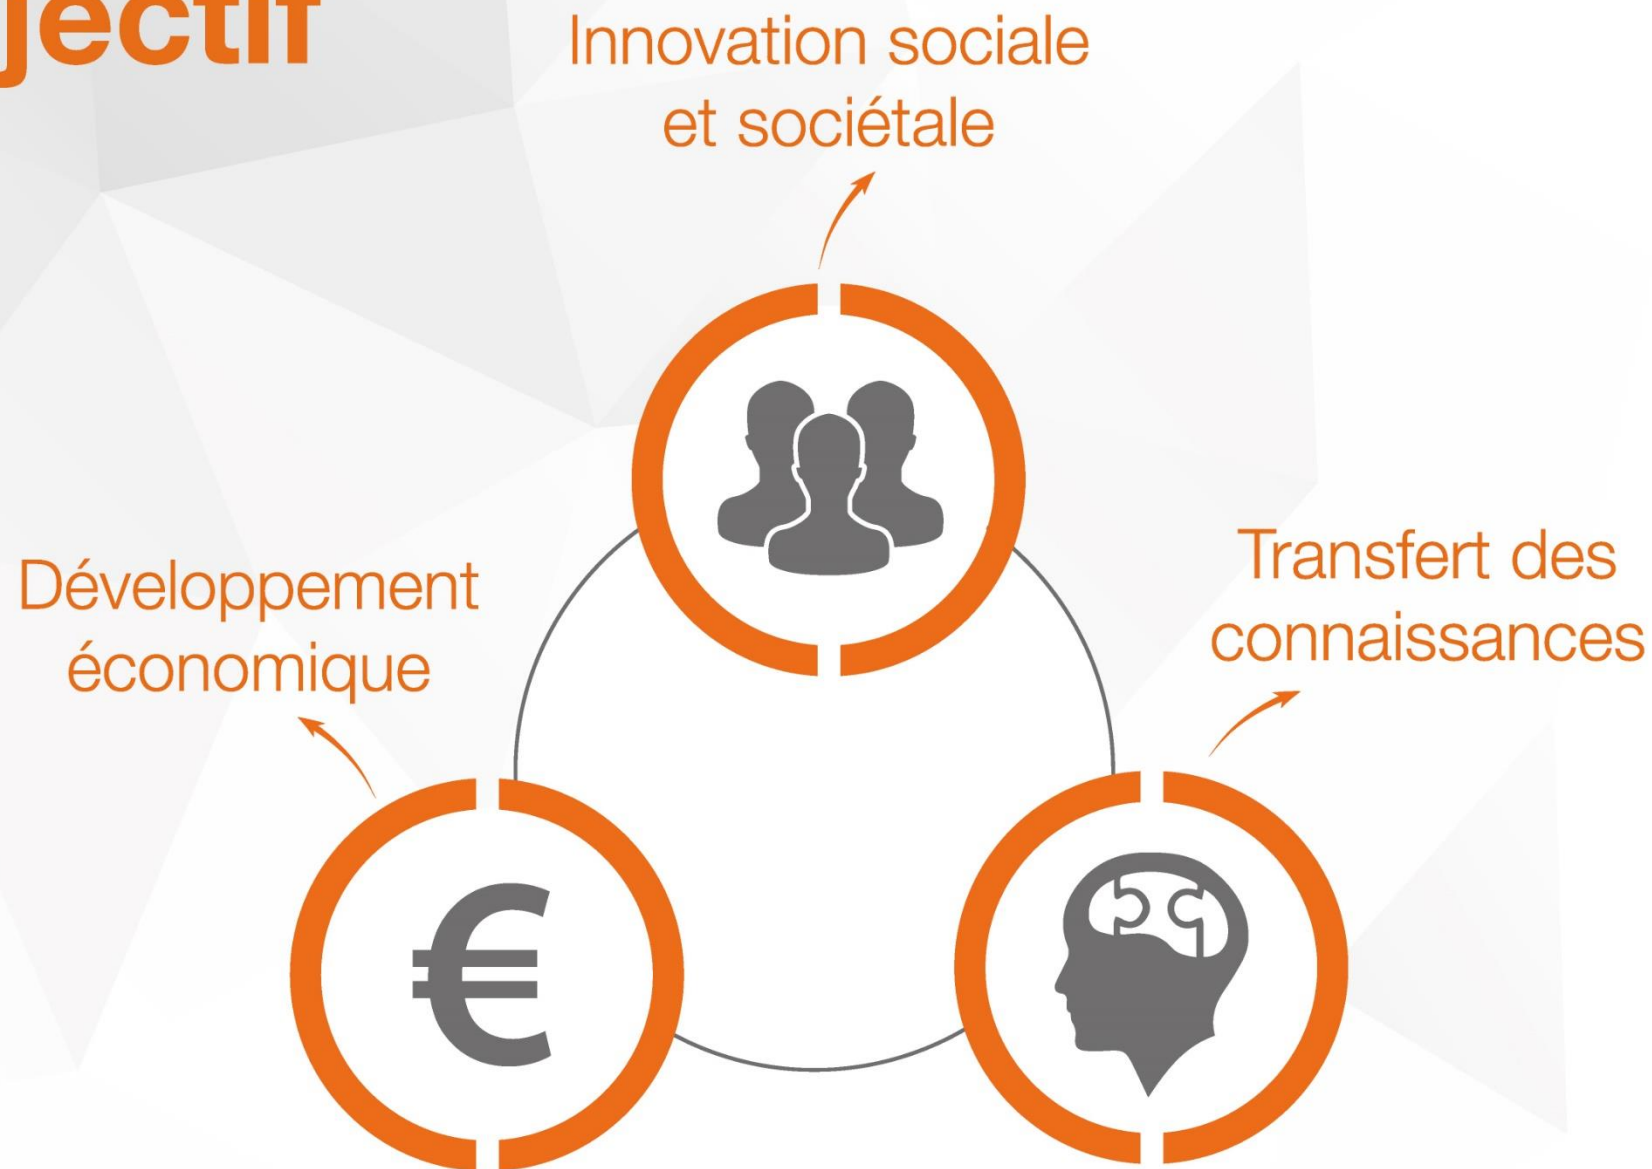 jectif
Innovation sociale
et sociétale
Développement
économique
Transfert des
connaissances
€